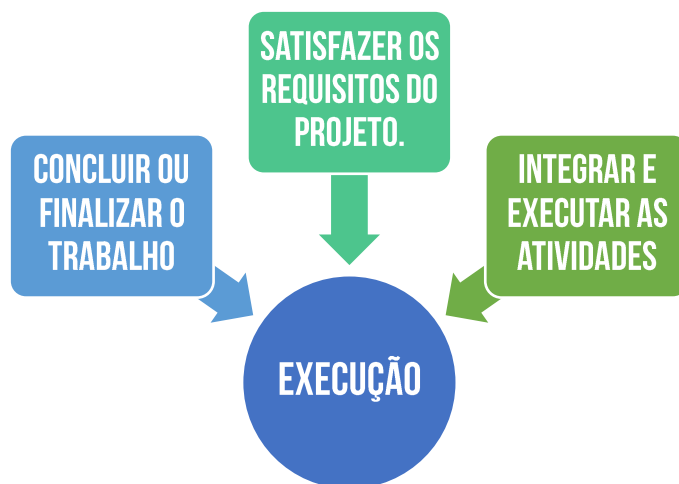 SATISFAZER OS
REQUISITOS DO
PROJETO.
CONCLUIR OU
FINALIZAR O
TRABALHO
INTEGRAR E
EXECUTAR AS
ATIVIDADES
EXECUÇÃO